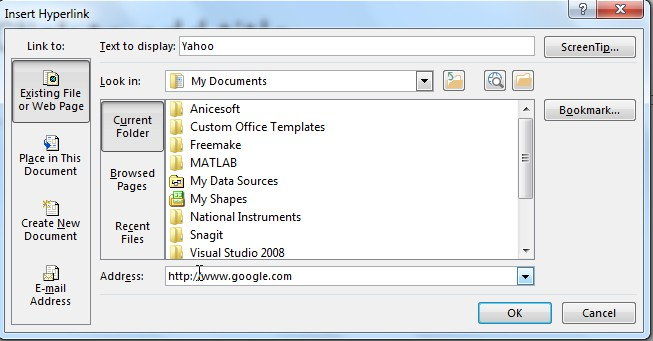 Insert Hyperlink
Link to:
Text to display: Yahoo
ScreenTip...
Existing File
or Web Page
Look in: My Documents
Bookmark...
Current
Folder
Anicesoft
Custom Office Templates
Freemake
MATLAB
My Data Sources
My Shapes
National Instruments
Snagit
Visual Studio 2008
Place in This
Document
Browsed
Pages
Create New
Document
Recent
Files
E-mail
Address
Address: http://www.google.com
OK
Cancel